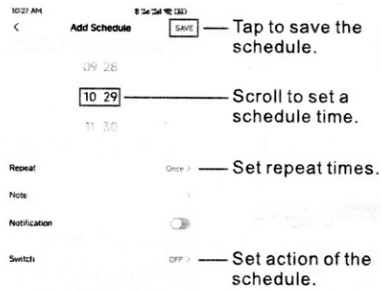 10:27 AM
< Add Schedule SAVE Tap to save the
schedule.
09 28
10 29 Scroll to set a
schedule time.
11 30
Repeat Once > Set repeat times.
Note >
Notification
Switch OFF > Set action of the
schedule.